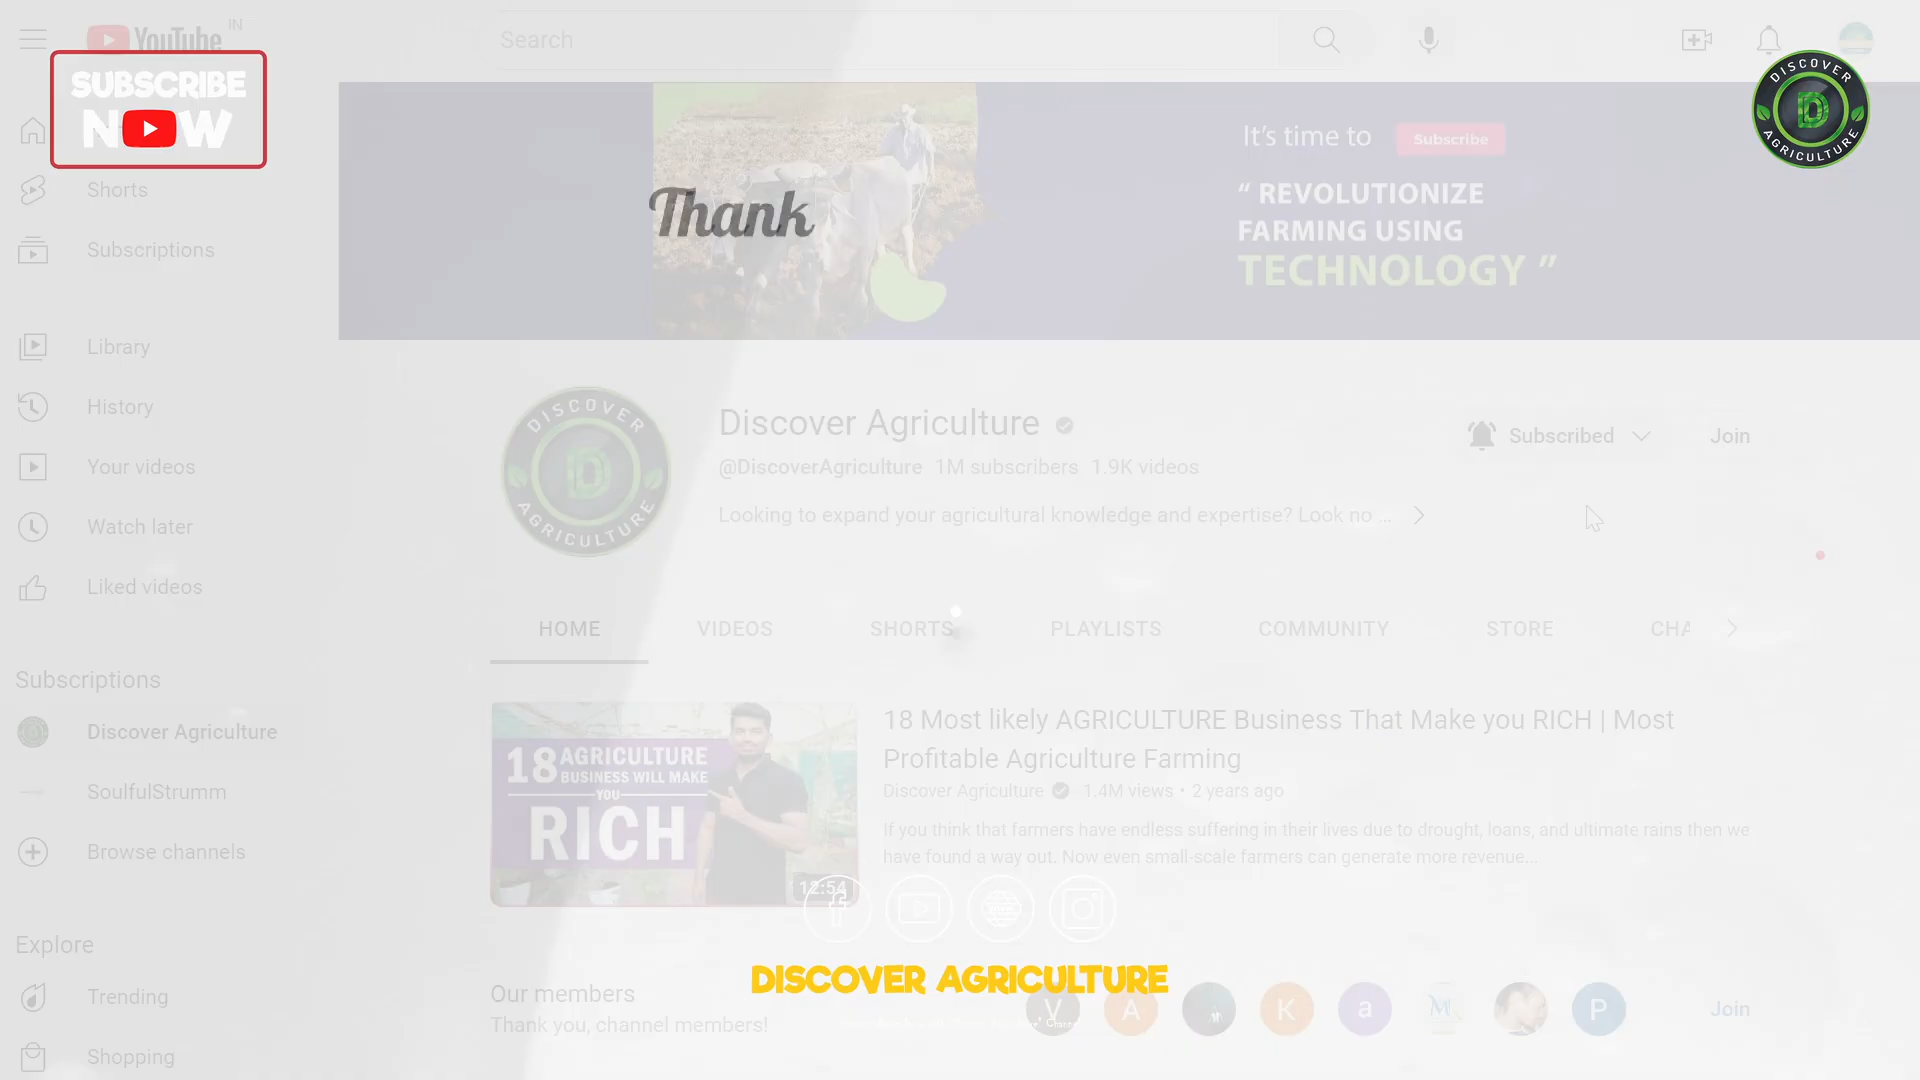 YouTube IN
Search
SUBSCRIBE
NOW
Shorts
Subscriptions
Library
History
Your videos
Watch later
Liked videos
Subscriptions
Discover Agriculture
SoulfulStrumm
Browse channels
Explore
Trending
Shopping
DISCOVER AGRICULTURE
D
Thank
It's time to Subscribe
“ REVOLUTIONIZE
FARMING USING
TECHNOLOGY ”
DISCOVER AGRICULTURE
D
Discover Agriculture
@DiscoverAgriculture 1M subscribers 1.9K videos
Looking to expand your agricultural knowledge and expertise? Look no ...
Subscribed
Join
HOME VIDEOS SHORTS PLAYLISTS COMMUNITY STORE CHA
18 AGRICULTURE
BUSINESS WILL MAKE
YOU
RICH
12:54
18 Most likely AGRICULTURE Business That Make you RICH | Most
Profitable Agriculture Farming
Discover Agriculture 1.4M views • 2 years ago
If you think that farmers have endless suffering in their lives due to drought, loans, and ultimate rains then we
have found a way out. Now even small-scale farmers can generate more revenue...
DISCOVER AGRICULTURE
Our members
Thank you, channel members!
V A K a M P
Join